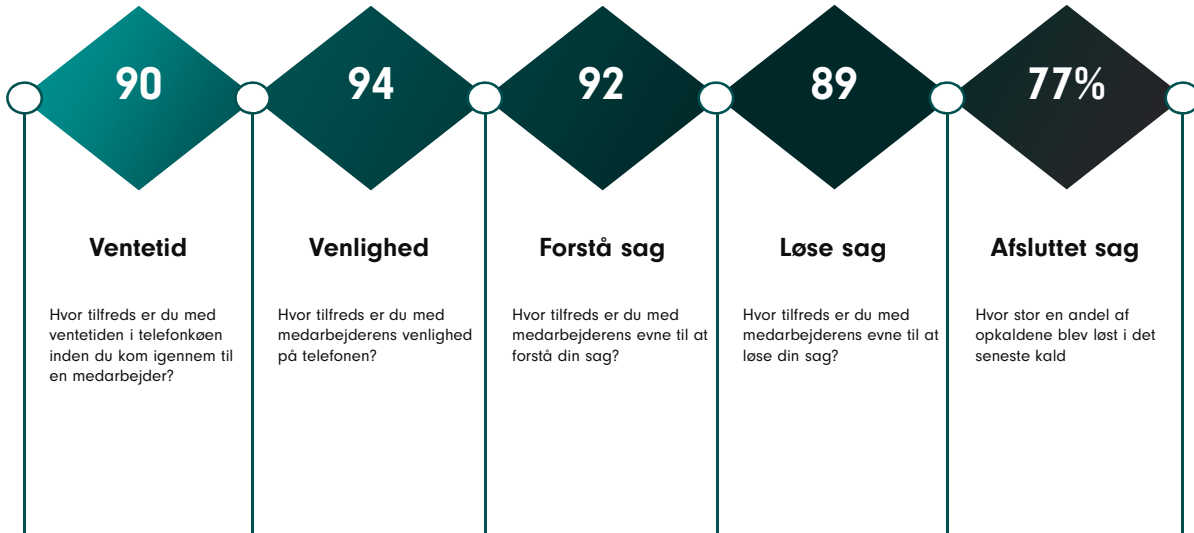 90
94
92
89
77%
Ventetid
Venlighed
Forstå sag
Løse sag
Afsluttet sag
Hvor tilfreds er du med
ventetiden i telefonkøen
inden du kom igennem til
en medarbejder?
Hvor tilfreds er du med
medarbejderens venlighed
på telefonen?
Hvor tilfreds er du med
medarbejderens evne til at
forstå din sag?
Hvor tilfreds er du med
medarbejderens evne til at
løse din sag?
Hvor stor en andel af
opkaldene blev løst i det
seneste kald